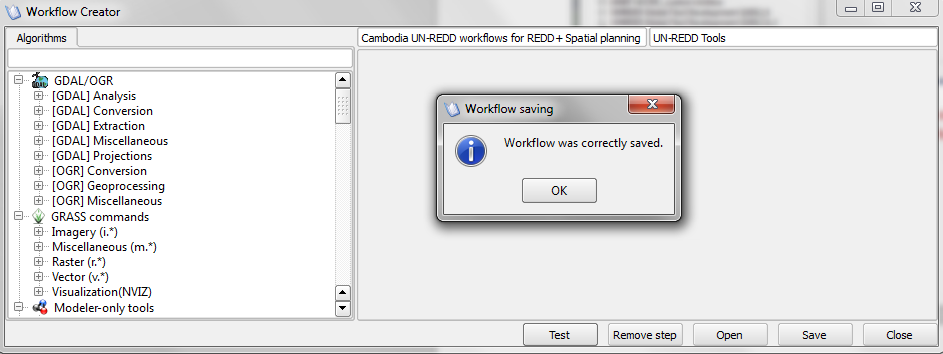 Workflow Creator
Algorithms
Cambodia UN-REDD workflows for REDD+ Spatial planning
UN-REDD Tools
GDAL/OGR
[GDAL] Analysis
[GDAL] Conversion
[GDAL] Extraction
[GDAL] Miscellaneous
[GDAL] Projections
[OGR] Conversion
[OGR] Geoprocessing
[OGR] Miscellaneous
GRASS commands
Imagery (i.*)
Miscellaneous (m.*)
Raster (r.*)
Vector (v.*)
Visualization(NVIZ)
Modeler-only tools
Workflow saving
Workflow was correctly saved.
OK
Test
Remove step
Open
Save
Close